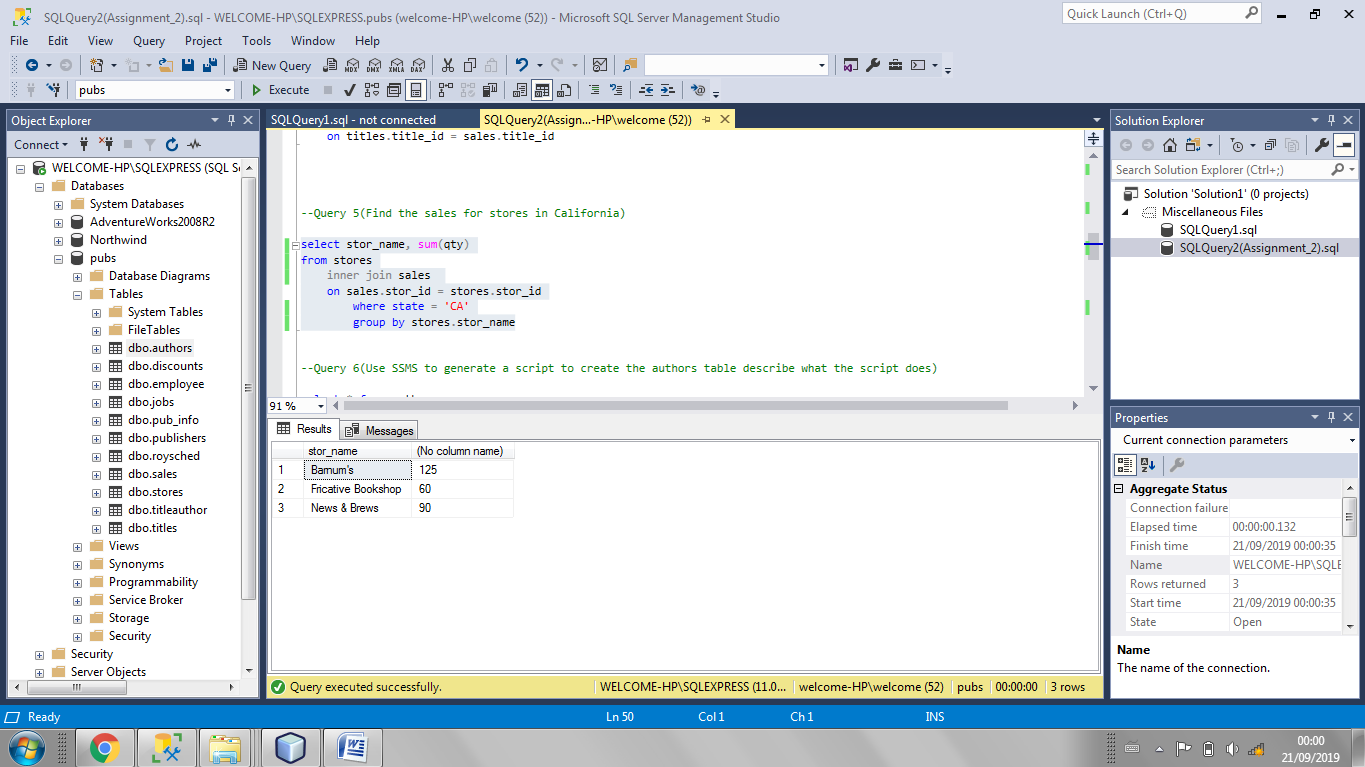 SQLQuery2(Assignment_2).sql - WELCOME-HP\SQLEXPRESS.pubs (welcome-HP\welcome (52)) - Microsoft SQL Server Management Studio
Quick Launch (Ctrl+Q)
File Edit View Query Project Tools Window Help
New Query MDX DMX XMLA DAX
pubs Execute
Object Explorer
Connect
WELCOME-HP\SQLEXPRESS (SQL S
Databases
System Databases
AdventureWorks2008R2
Northwind
pubs
Database Diagrams
Tables
System Tables
FileTables
dbo.authors
dbo.discounts
dbo.employee
dbo.jobs
dbo.pub_info
dbo.publishers
dbo.roysched
dbo.sales
dbo.stores
dbo.titleauthor
dbo.titles
Views
Synonyms
Programmability
Service Broker
Storage
Security
Security
Server Objects
SQLQuery1.sql - not connected
SQLQuery2(Assign...-HP\welcome (52))
on titles.title_id = sales.title_id
--Query 5(Find the sales for stores in California)
select stor_name, sum(qty)
from stores
inner join sales
on sales.stor_id = stores.stor_id
where state = 'CA'
group by stores.stor_name
--Query 6(Use SSMS to generate a script to create the authors table describe what the script does)
91 %
Results Messages
stor_name (No column name)
1 Barnum's 125
2 Fricative Bookshop 60
3 News & Brews 90
Query executed successfully. WELCOME-HP\SQLEXPRESS (11.0... welcome-HP\welcome (52) pubs 00:00:00 3 rows
Solution Explorer
Search Solution Explorer (Ctrl+;)
Solution 'Solution1' (0 projects)
Miscellaneous Files
SQLQuery1.sql
SQLQuery2(Assignment_2).sql
Properties
Current connection parameters
Aggregate Status
Connection failure
Elapsed time 00:00:00.132
Finish time 21/09/2019 00:00:35
Name WELCOME-HP\SQLE
Rows returned 3
Start time 21/09/2019 00:00:35
State Open
Name
The name of the connection.
Ready Ln 50 Col 1 Ch 1 INS
00:00
21/09/2019